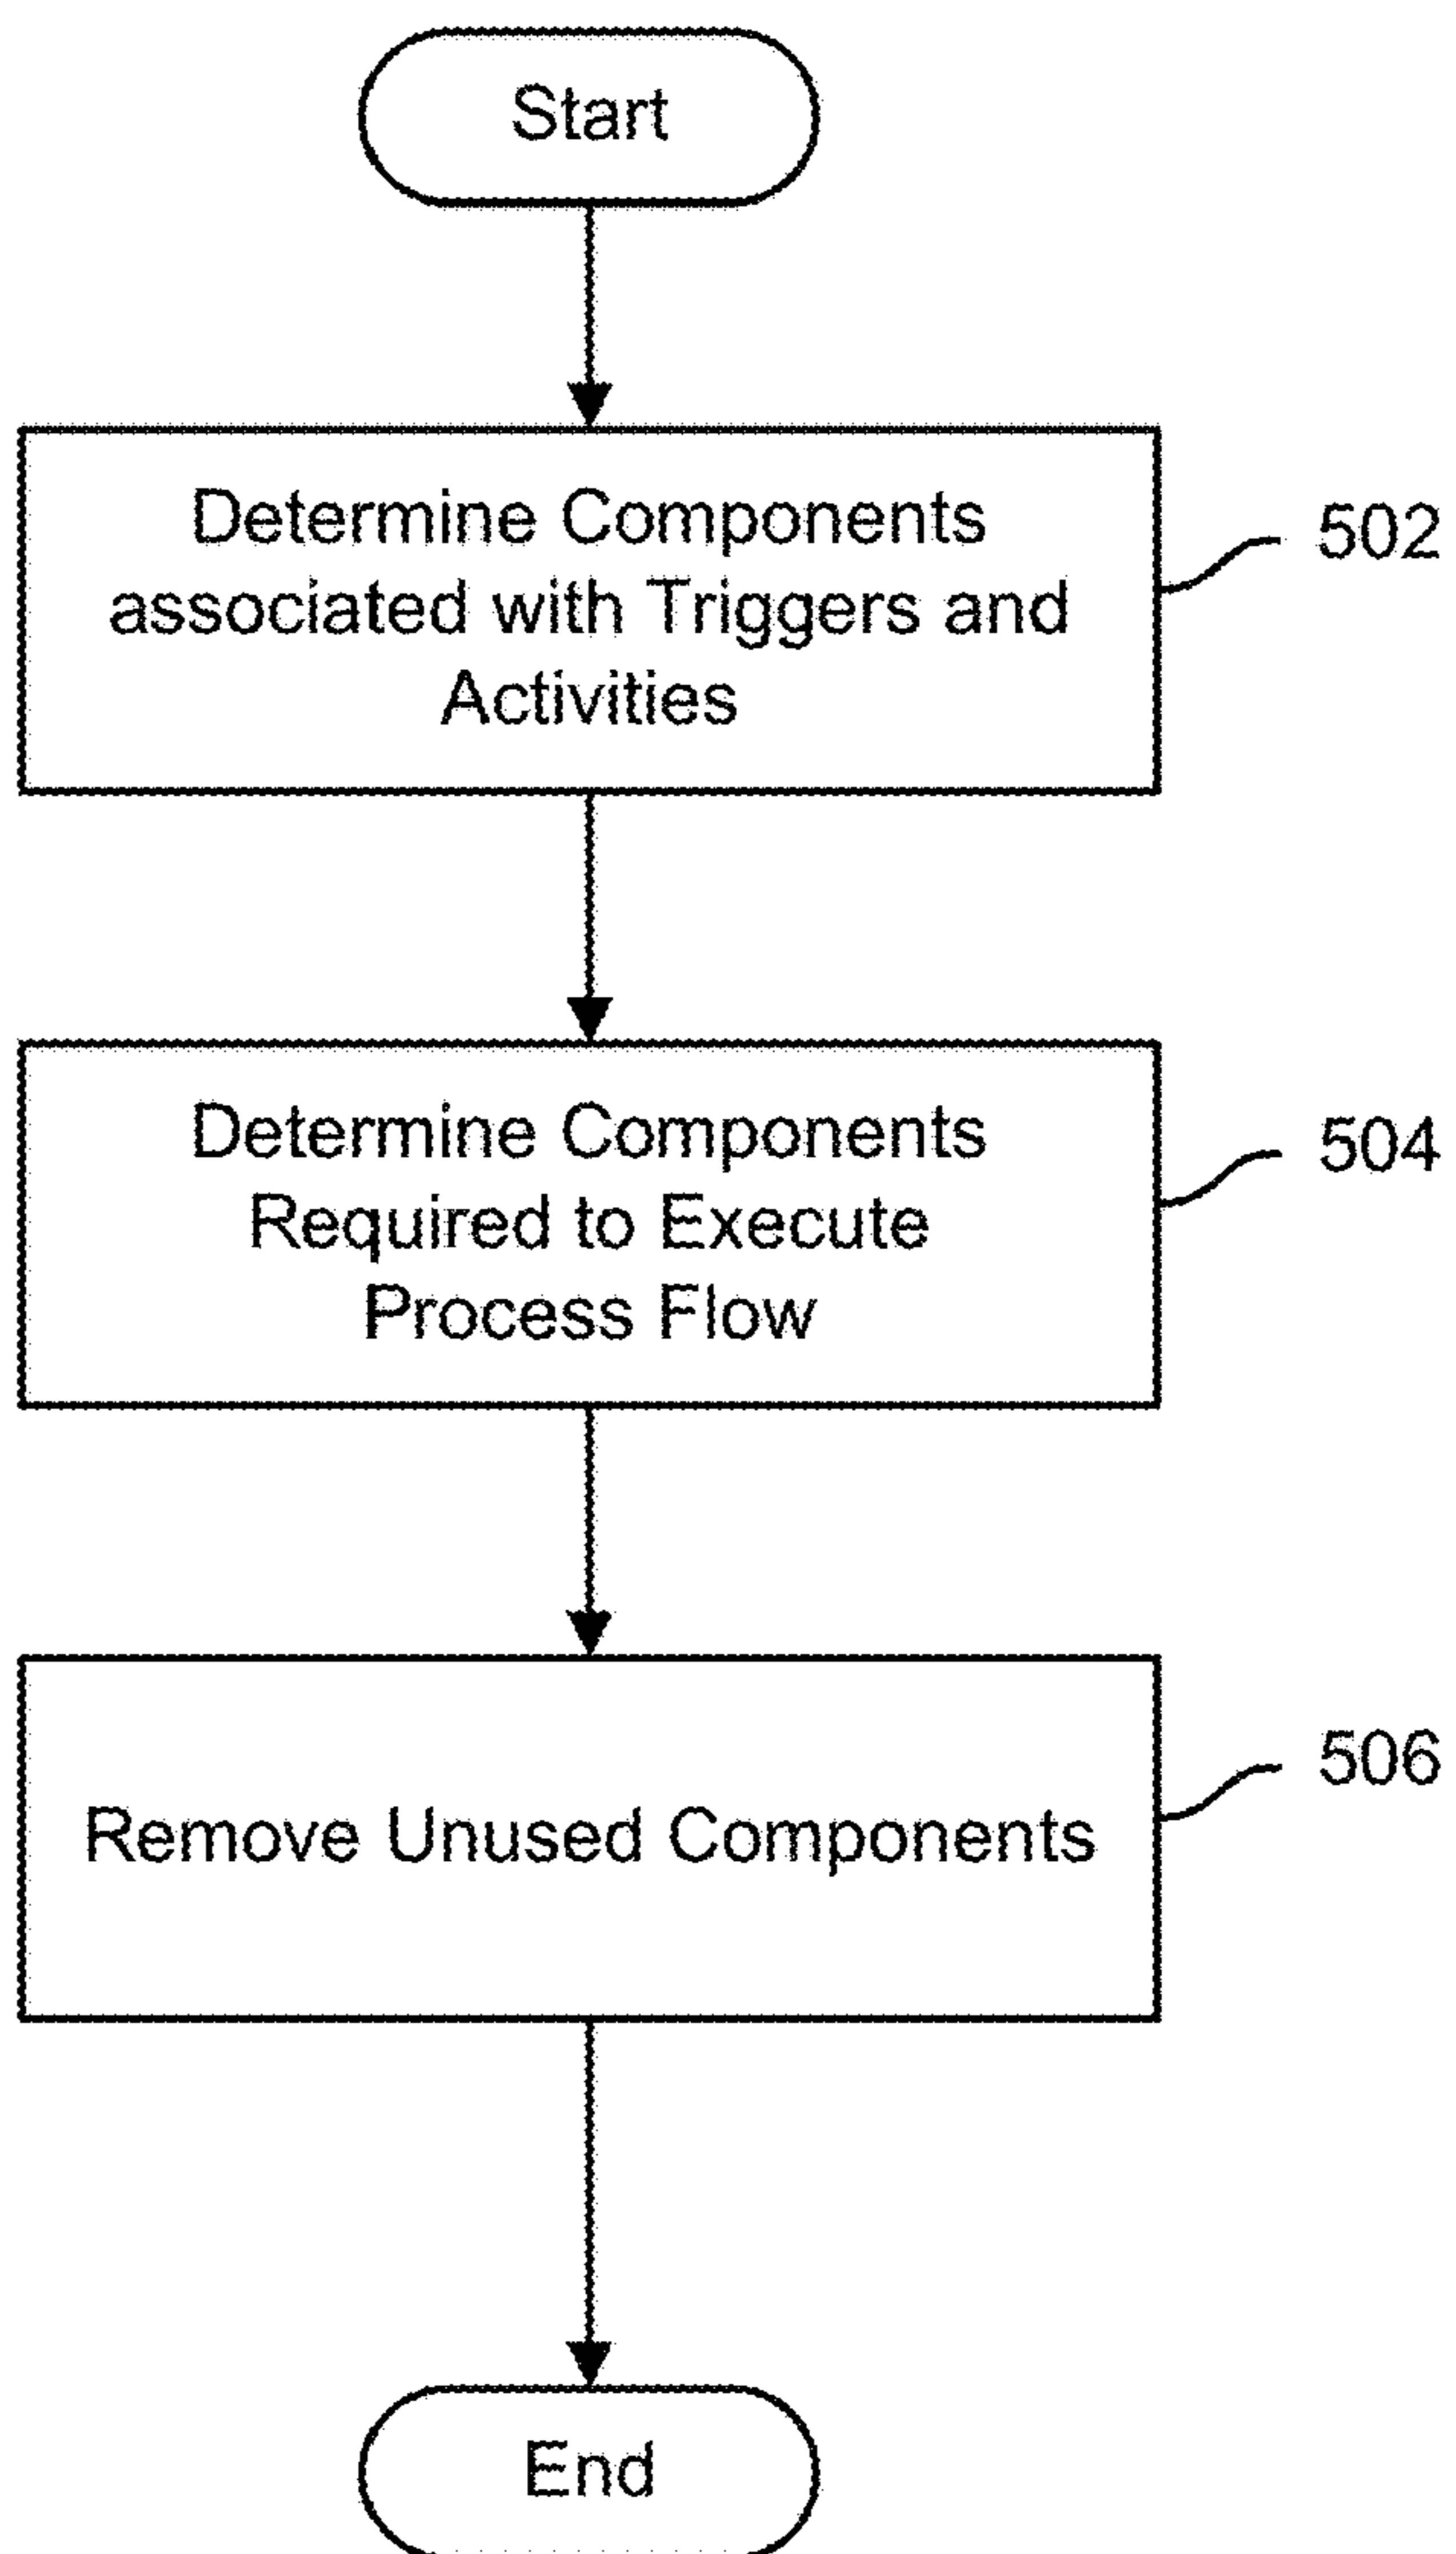 Start
Determine Components
associated with Triggers and
Activities
502
Determine Components
Required to Execute
Process Flow
504
Remove Unused Components
506
End